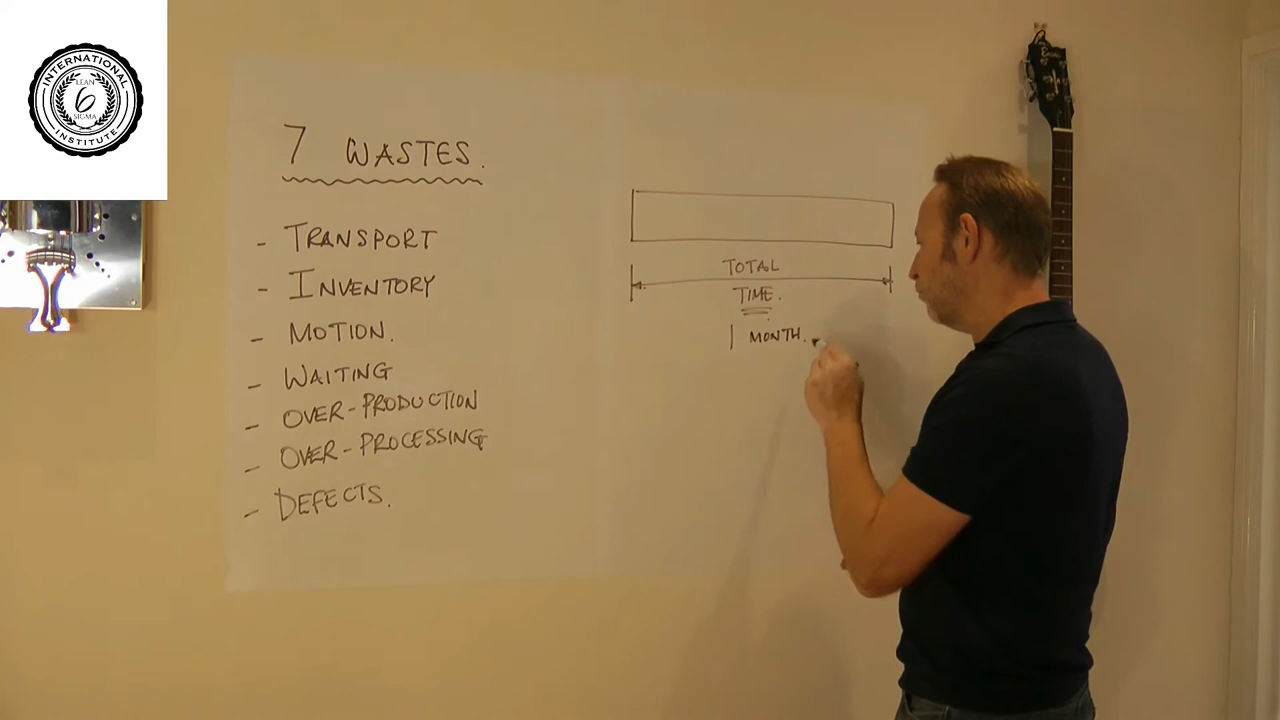 INTERNATIONAL
LEAN
6
SIGMA
INSTITUTE
7 WASTES.
- TRANSPORT
- INVENTORY
- MOTION.
- WAITING
- OVER-PRODUCTION
- OVER-PROCESSING
- DEFECTS.
TOTAL
TIME.
1 MONTH.